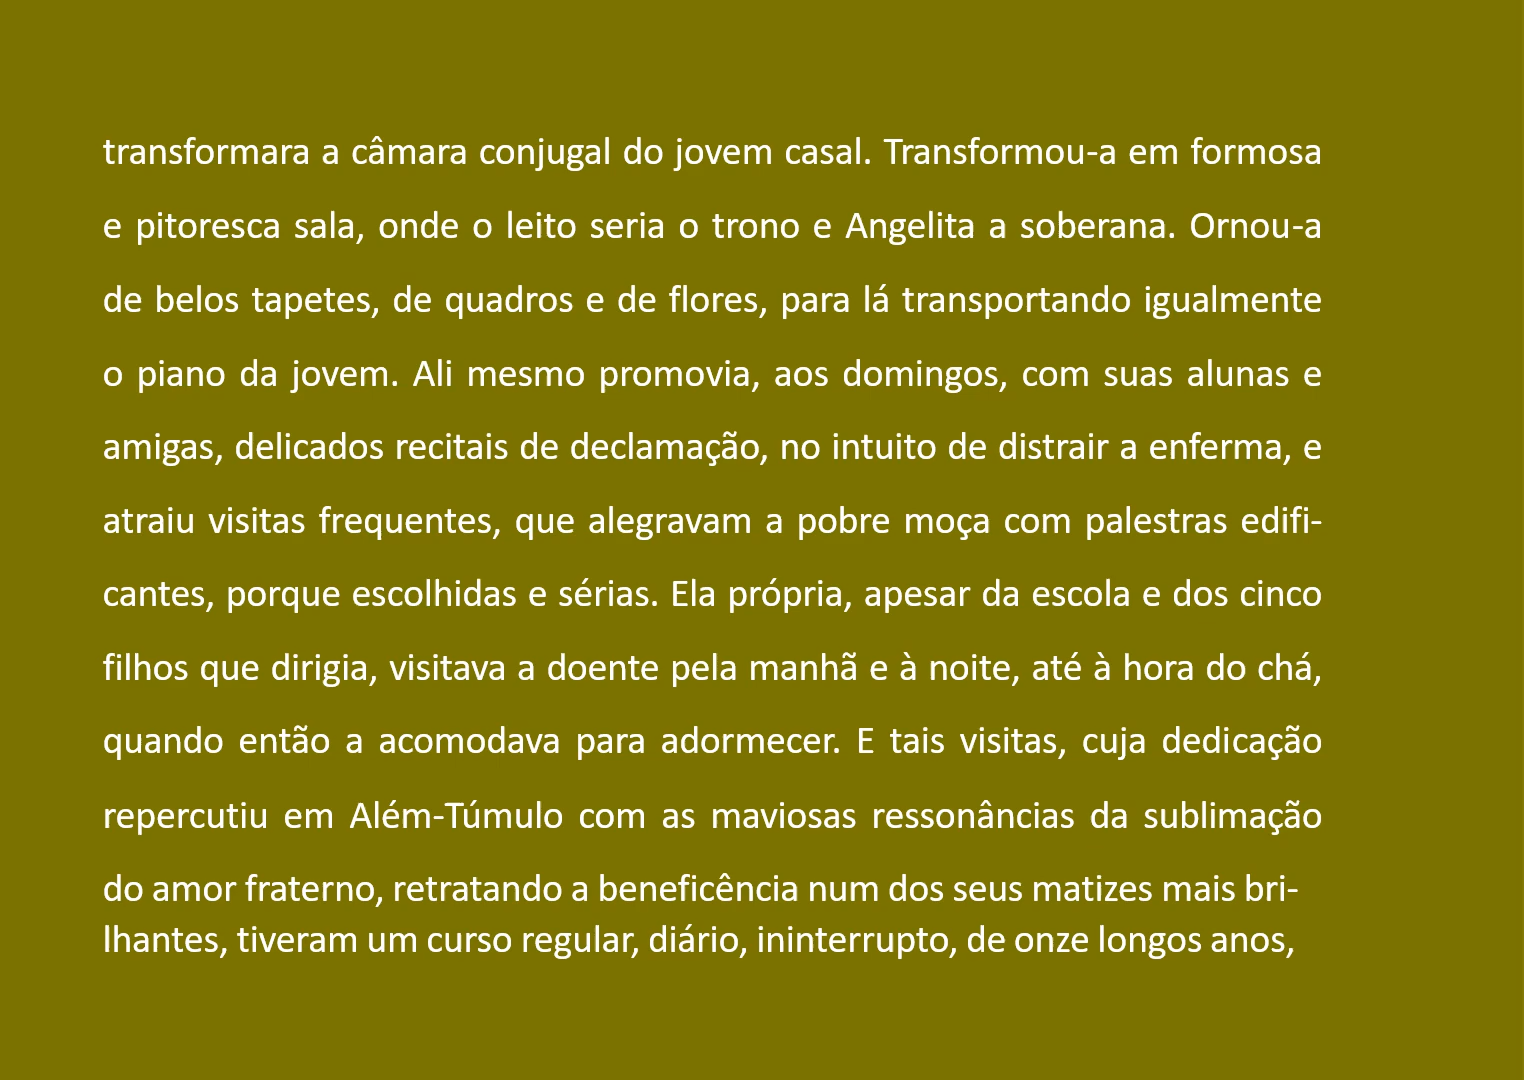 transformara a câmara conjugal do jovem casal. Transformou-a em formosa
e pitoresca sala, onde o leito seria o trono e Angelita a soberana. Ornou-a
de belos tapetes, de quadros e de flores, para lá transportando igualmente
o piano da jovem. Ali mesmo promovia, aos domingos, com suas alunas e
amigas, delicados recitais de declamação, no intuito de distrair a enferma, e
atraiu visitas frequentes, que alegravam a pobre moça com palestras edifi-
cantes, porque escolhidas e sérias. Ela própria, apesar da escola e dos cinco
filhos que dirigia, visitava a doente pela manhã e à noite, até à hora do chá,
quando então a acomodava para adormecer. E tais visitas, cuja dedicação
repercutiu em Além-Túmulo com as maviosas ressonâncias da sublimação
do amor fraterno, retratando a beneficência num dos seus matizes mais bri-
lhantes, tiveram um curso regular, diário, ininterrupto, de onze longos anos,